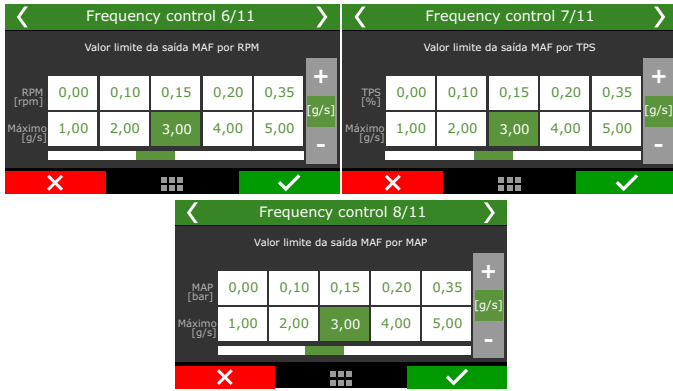 Frequency control 6/11
Valor limite da saída MAF por RPM
RPM [rpm] 0,00 0,10 0,15 0,20 0,35
Máximo [g/s] 1,00 2,00 3,00 4,00 5,00
+
[g/s]
-
Frequency control 7/11
Valor limite da saída MAF por TPS
TPS [%] 0,00 0,10 0,15 0,20 0,35
Máximo [g/s] 1,00 2,00 3,00 4,00 5,00
+
[g/s]
-
Frequency control 8/11
Valor limite da saída MAF por MAP
MAP [bar] 0,00 0,10 0,15 0,20 0,35
Máximo [g/s] 1,00 2,00 3,00 4,00 5,00
+
[g/s]
-